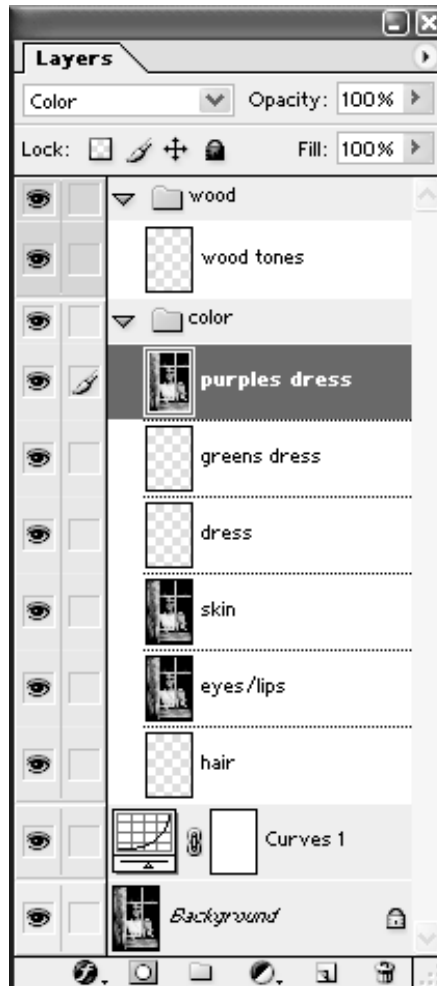 Layers
Color Opacity: 100%
Lock: Fill: 100%
wood
wood tones
color
purples dress
greens dress
dress
skin
eyes/lips
hair
Curves 1
Background